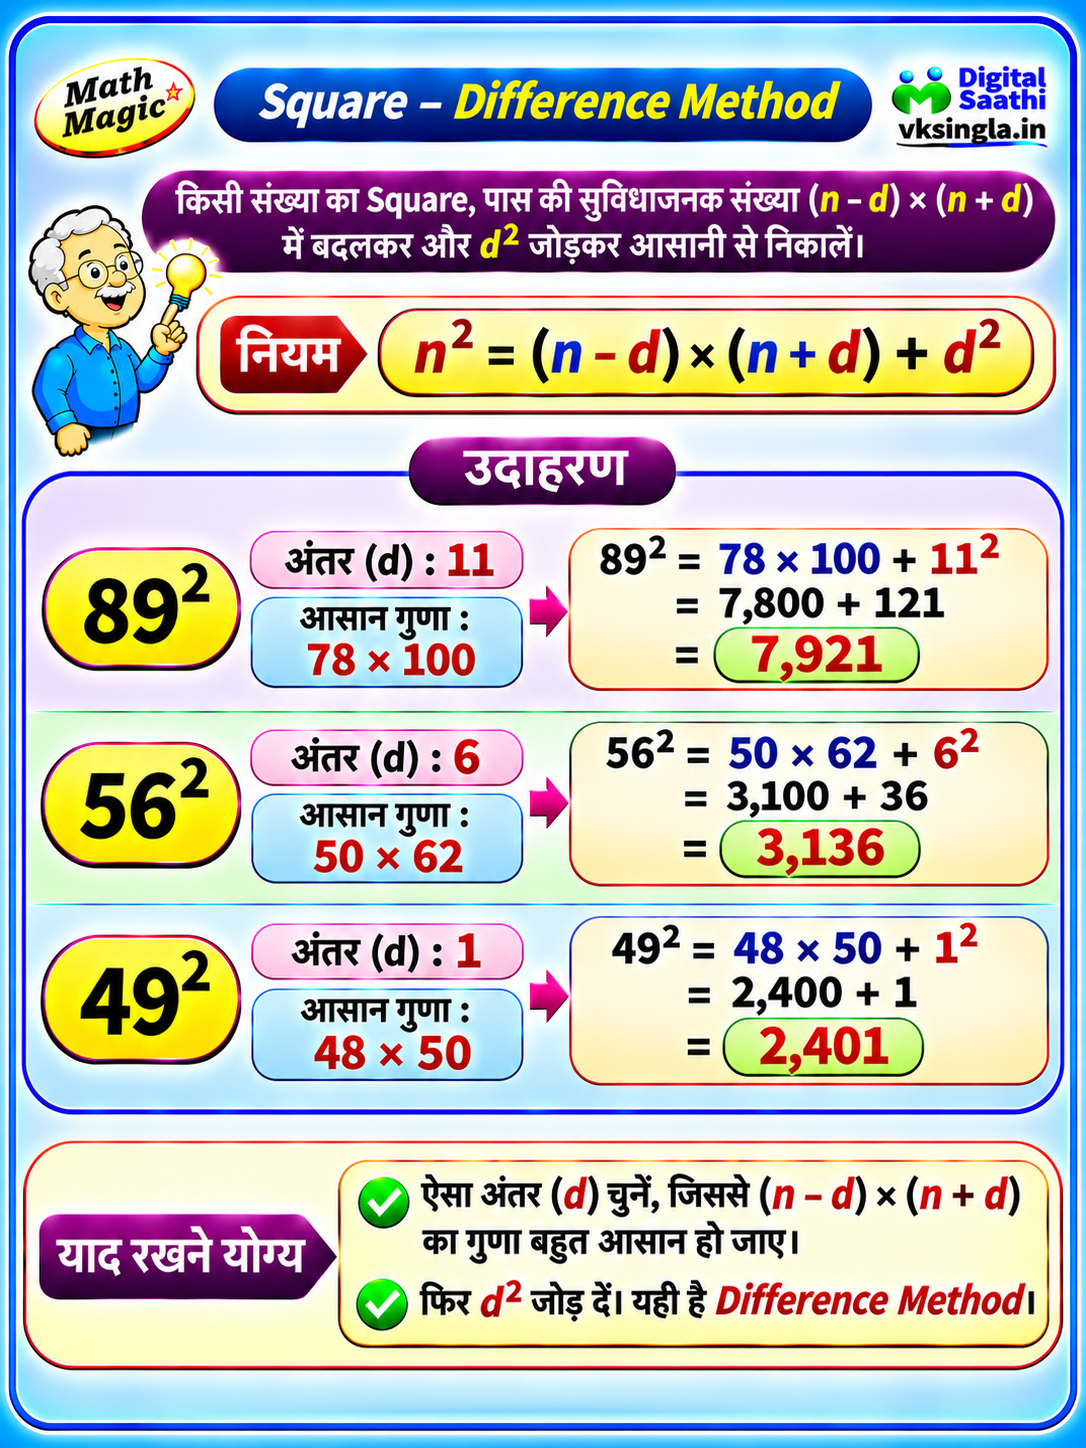 Math
Magic
Square – Difference Method
Digital
Saathi
vksingla.in
किसी संख्या का Square, पास की सुविधाजनक संख्या (n – d) × (n + d)
में बदलकर और d² जोड़कर आसानी से निकालें।
नियम
n² = (n – d) × (n + d) + d²
उदाहरण
89²
अंतर (d) : 11
आसान गुणा :
78 × 100
89² = 78 × 100 + 11²
= 7,800 + 121
= 7,921
56²
अंतर (d) : 6
आसान गुणा :
50 × 62
56² = 50 × 62 + 6²
= 3,100 + 36
= 3,136
49²
अंतर (d) : 1
आसान गुणा :
48 × 50
49² = 48 × 50 + 1²
= 2,400 + 1
= 2,401
याद रखने योग्य
ऐसा अंतर (d) चुनें, जिससे (n – d) × (n + d)
का गुणा बहुत आसान हो जाए।
फिर d² जोड़ दें। यही है Difference Method।